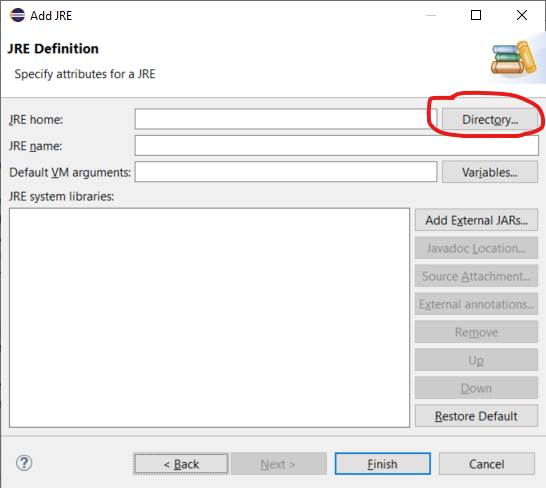 Add JRE
JRE Definition
Specify attributes for a JRE
JRE home:
Directory...
JRE name:
Default VM arguments:
Variables...
JRE system libraries:
Add External JARs...
Javadoc Location...
Source Attachment...
External annotations...
Remove
Up
Down
Restore Default
?
< Back
Next >
Finish
Cancel